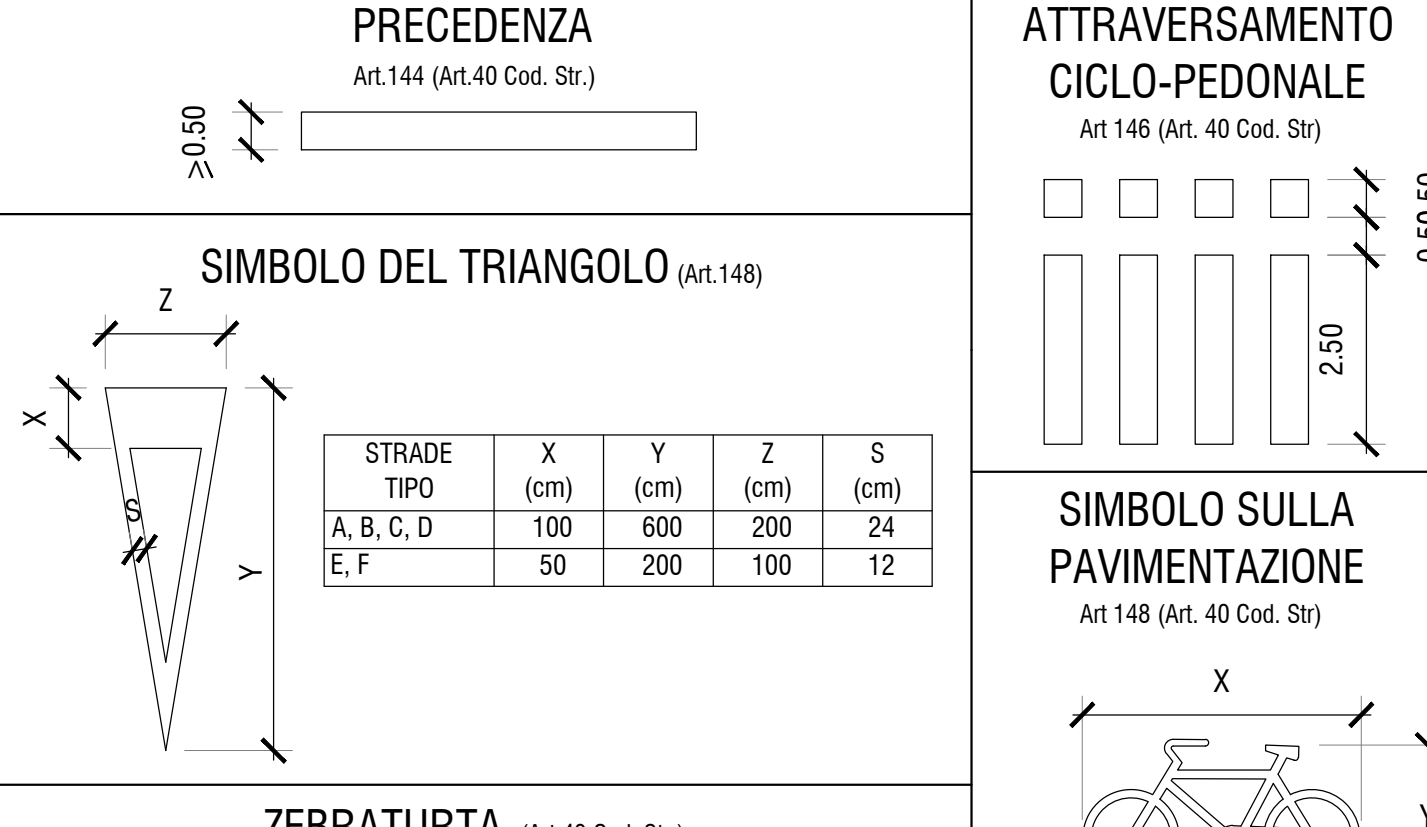 PRECEDENZA
Art.144 (Art.40 Cod. Str.)
≥0.50
SIMBOLO DEL TRIANGOLO (Art.148)
Z
X
S
Y
STRADE TIPO X (cm) Y (cm) Z (cm) S (cm)
A, B, C, D 100 600 200 24
E, F 50 200 100 12
ZEBRATURTA
ATTRAVERSAMENTO
CICLO-PEDONALE
Art 146 (Art. 40 Cod. Str)
2.50
SIMBOLO SULLA
PAVIMENTAZIONE
Art 148 (Art. 40 Cod. Str)
X